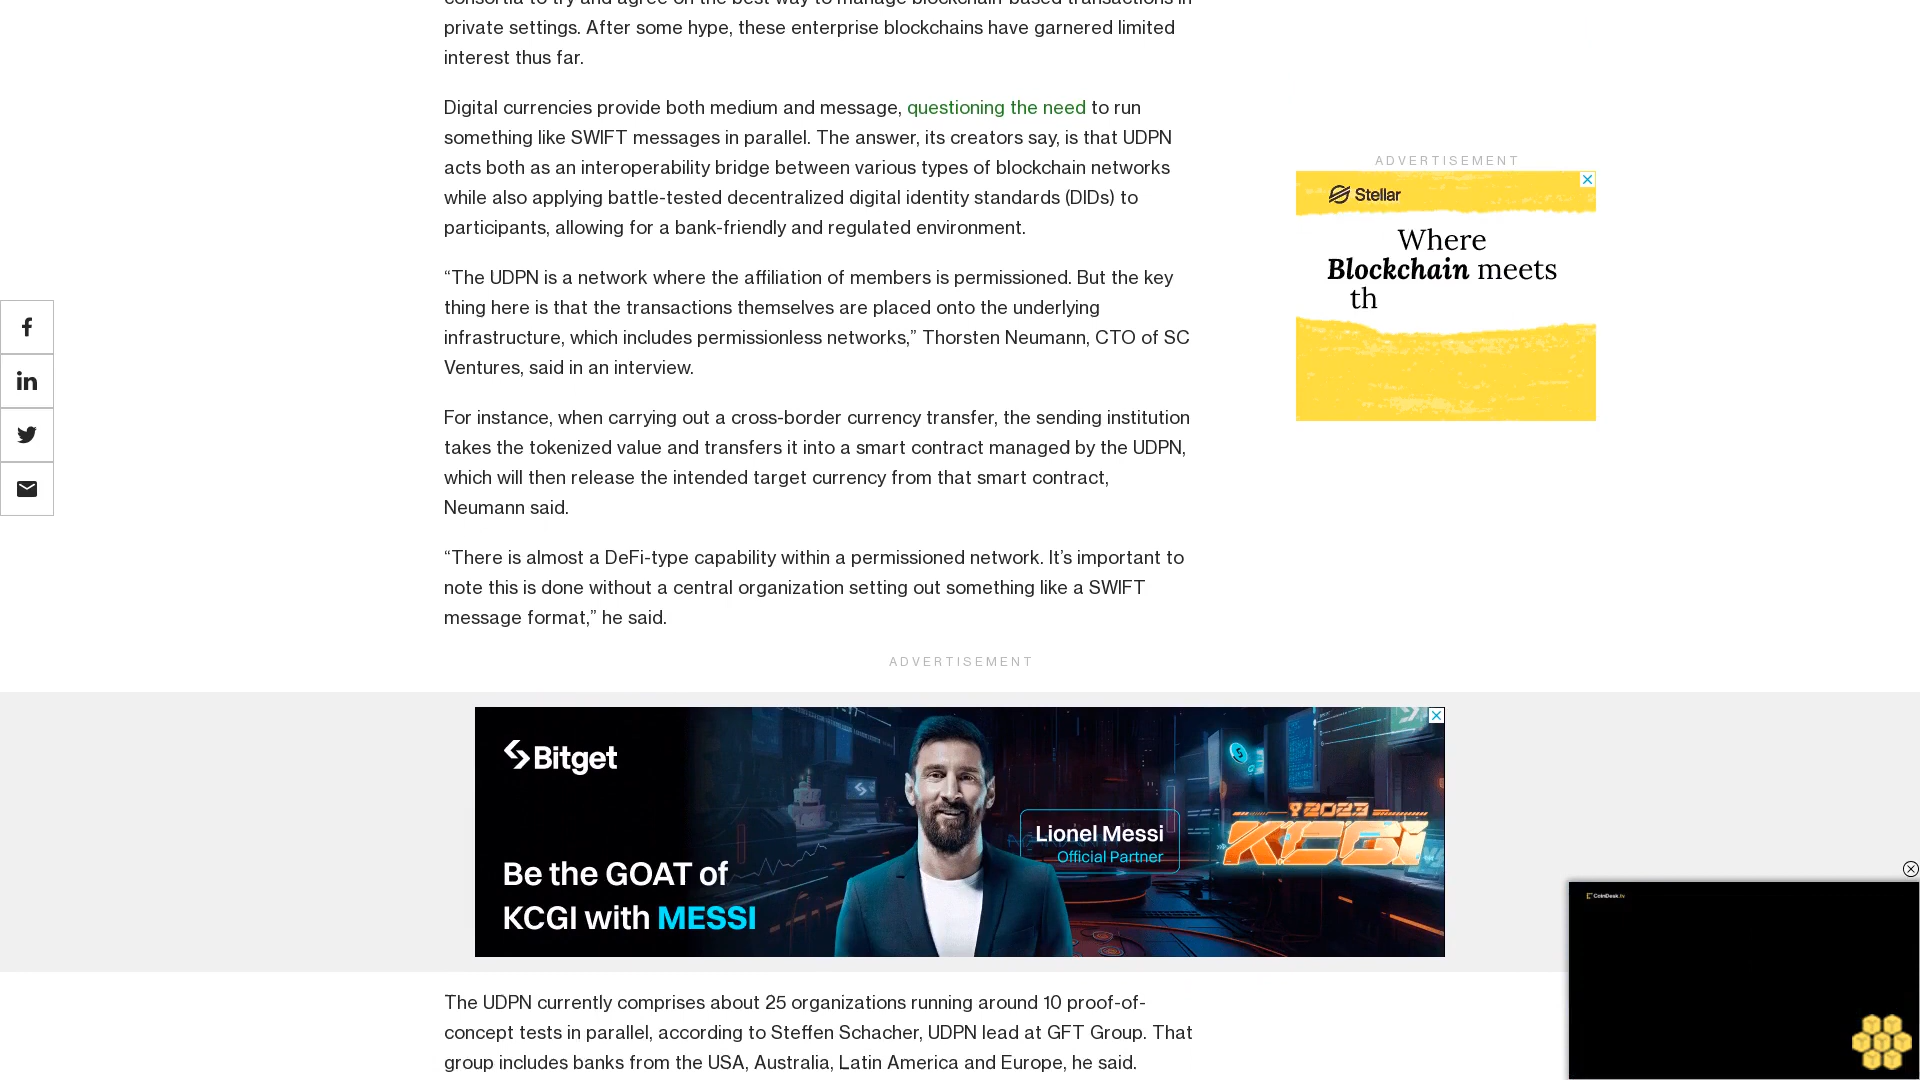 private settings. After some hype, these enterprise blockchains have garnered limited
interest thus far.
Digital currencies provide both medium and message, questioning the need to run
something like SWIFT messages in parallel. The answer, its creators say, is that UDPN
acts both as an interoperability bridge between various types of blockchain networks
while also applying battle-tested decentralized digital identity standards (DIDs) to
participants, allowing for a bank-friendly and regulated environment.
“The UDPN is a network where the affiliation of members is permissioned. But the key
thing here is that the transactions themselves are placed onto the underlying
infrastructure, which includes permissionless networks,” Thorsten Neumann, CTO of SC
Ventures, said in an interview.
For instance, when carrying out a cross-border currency transfer, the sending institution
takes the tokenized value and transfers it into a smart contract managed by the UDPN,
which will then release the intended target currency from that smart contract,
Neumann said.
“There is almost a DeFi-type capability within a permissioned network. It’s important to
note this is done without a central organization setting out something like a SWIFT
message format,” he said.
ADVERTISEMENT
Stellar
Where
Blockchain meets
th
ADVERTISEMENT
Bitget
Be the GOAT of
KCGI with MESSI
Lionel Messi
Official Partner
Y2023
KCGI
CoinDesk.tv
The UDPN currently comprises about 25 organizations running around 10 proof-of-
concept tests in parallel, according to Steffen Schacher, UDPN lead at GFT Group. That
group includes banks from the USA, Australia, Latin America and Europe, he said.